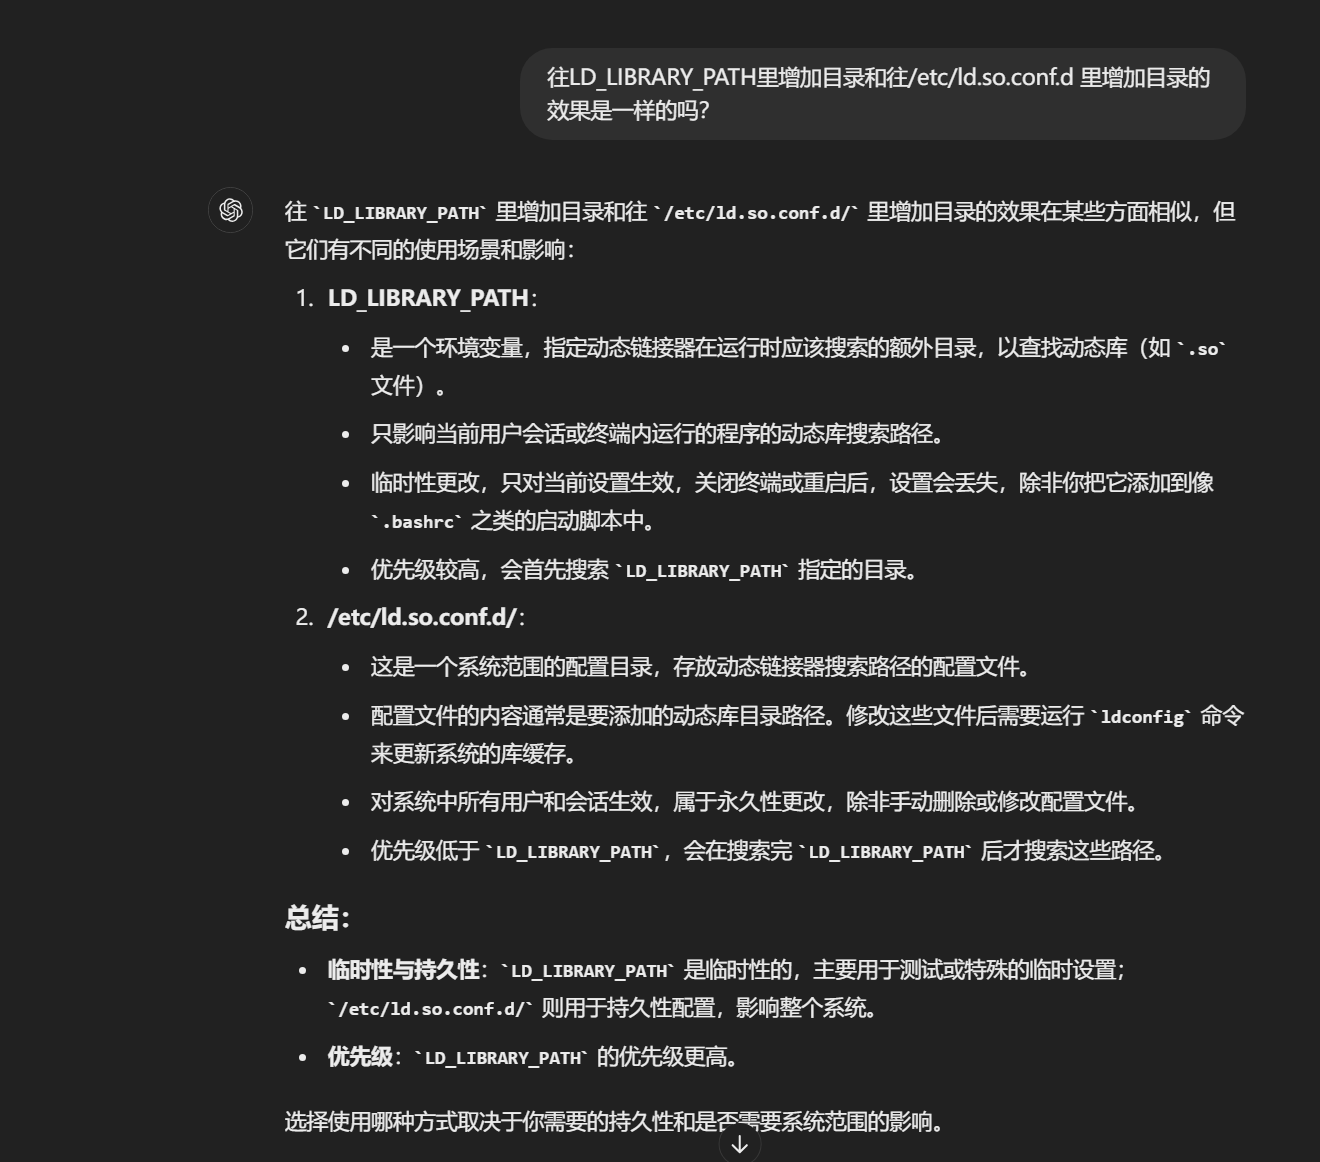 往LD_LIBRARY_PATH里增加目录和往/etc/ld.so.conf.d 里增加目录的
效果是一样的吗？
往 `LD_LIBRARY_PATH` 里增加目录和往 `/etc/ld.so.conf.d/` 里增加目录的效果在某些方面相似，但
它们有不同的使用场景和影响：
1. LD_LIBRARY_PATH：
• 是一个环境变量，指定动态链接器在运行时应该搜索的额外目录，以查找动态库（如 `.so`
文件）。
• 只影响当前用户会话或终端内运行的程序的动态库搜索路径。
• 临时性更改，只对当前设置生效，关闭终端或重启后，设置会丢失，除非你把它添加到像
`.bashrc` 之类的启动脚本中。
• 优先级较高，会首先搜索 `LD_LIBRARY_PATH` 指定的目录。
2. /etc/ld.so.conf.d/：
• 这是一个系统范围的配置目录，存放动态链接器搜索路径的配置文件。
• 配置文件的内容通常是要添加的动态库目录路径。修改这些文件后需要运行 `ldconfig` 命令
来更新系统的库缓存。
• 对系统中所有用户和会话生效，属于永久性更改，除非手动删除或修改配置文件。
• 优先级低于 `LD_LIBRARY_PATH`，会在搜索完 `LD_LIBRARY_PATH` 后才搜索这些路径。
总结：
• 临时性与持久性：`LD_LIBRARY_PATH` 是临时性的，主要用于测试或特殊的临时设置；
`/etc/ld.so.conf.d/` 则用于持久性配置，影响整个系统。
• 优先级：`LD_LIBRARY_PATH` 的优先级更高。
选择使用哪种方式取决于你需要的持久性和是否需要系统范围的影响。